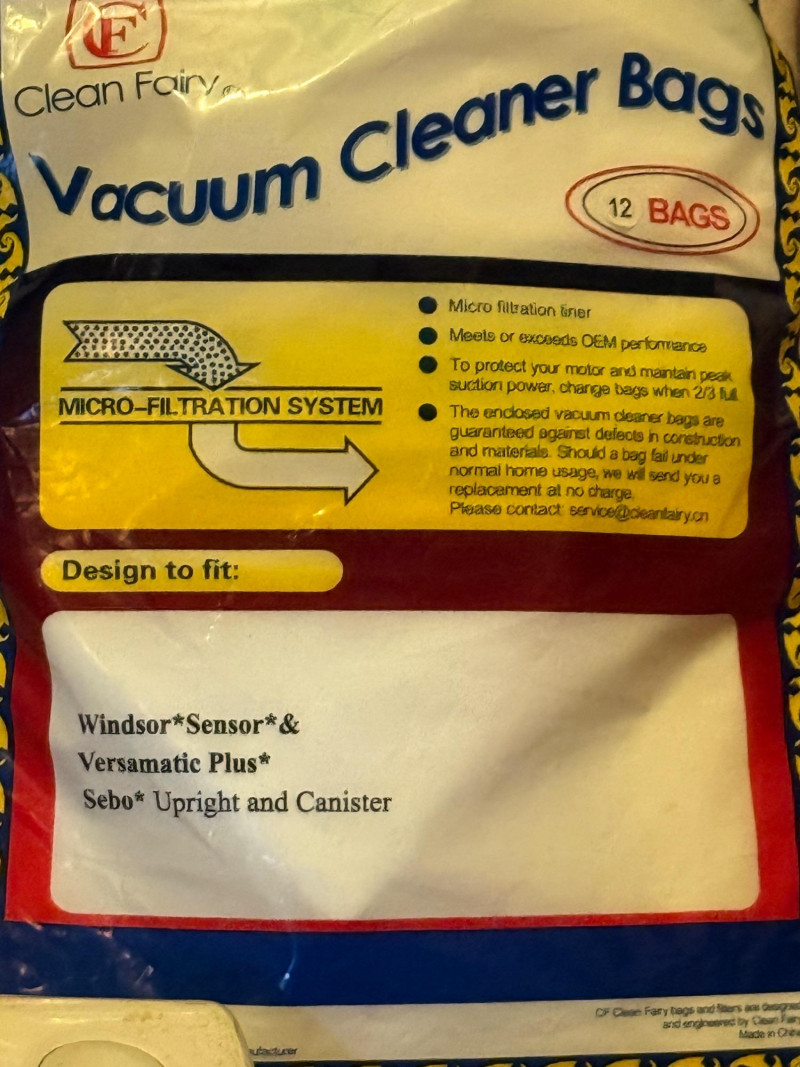 CF
Clean Fairy
Vacuum Cleaner Bags
12 BAGS
Micro filtration liner
Meets or exceeds OEM performance
To protect your motor and maintain peak
suction power, change bags when 2/3 full.
The enclosed vacuum cleaner bags are
guaranteed against defects in construction
and materials. Should a bag fail under
normal home usage, we will send you a
replacement at no charge.
Please contact: service@cleanfairy.cn
MICRO-FILTRATION SYSTEM
Design to fit:
Windsor*Sensor*&
Versamatic Plus*
Sebo* Upright and Canister
CF Clean Fairy bags and filters are designed
and engineered by Clean Fairy
Made in China